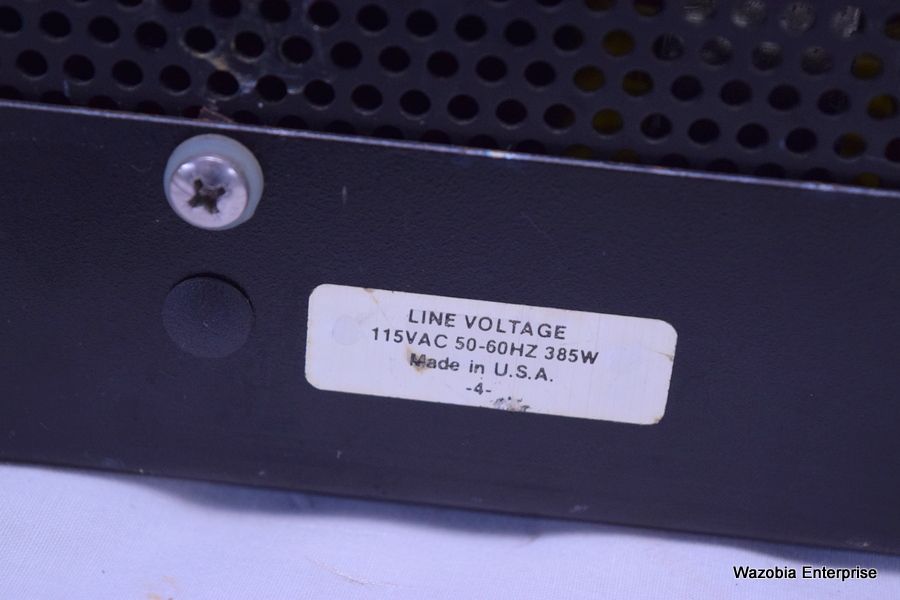 LINE VOLTAGE
115VAC 50-60HZ 385W
Made in U.S.A.
-4-
Wazobia Enterprise